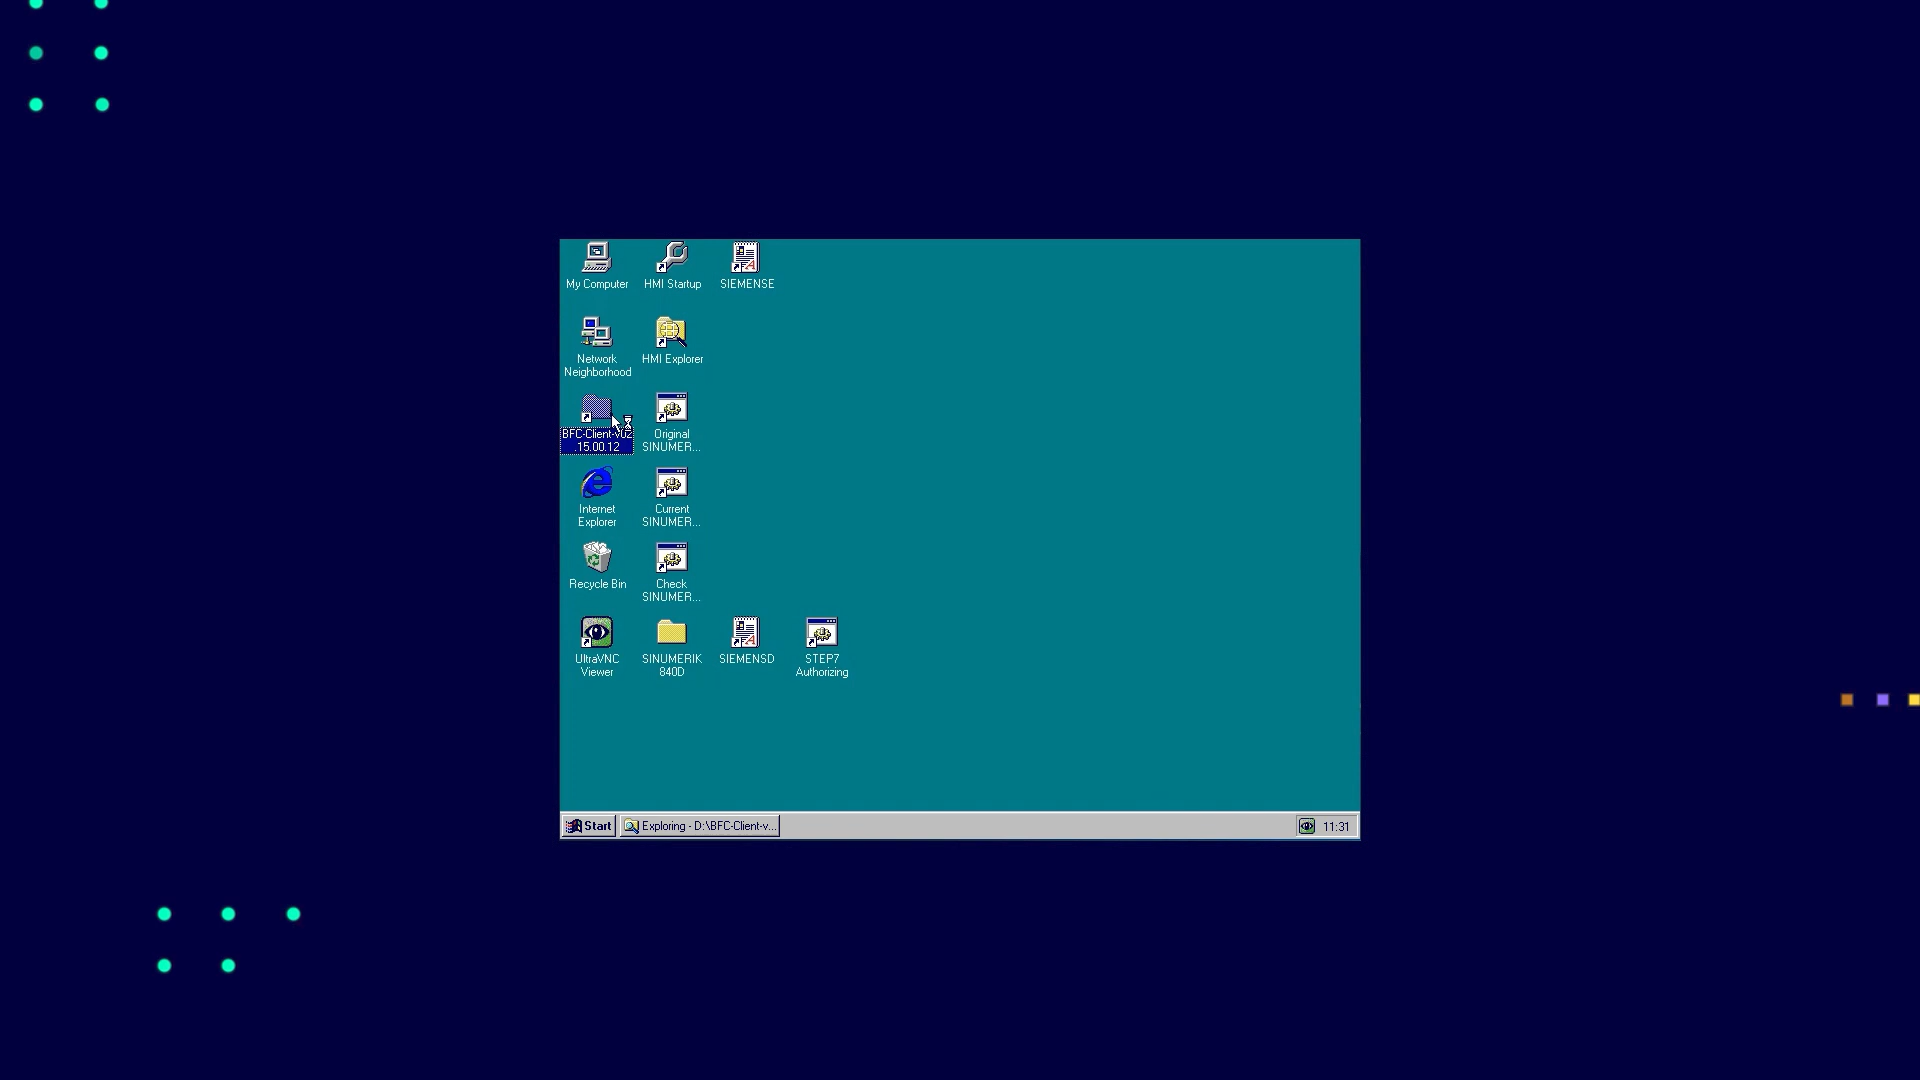 My Computer
HMI Startup
SIEMENSE
Network
Neighborhood
HMI Explorer
BFC-Client-v02
.15.00.12
Original
SINUMER...
Internet
Explorer
Current
SINUMER...
Recycle Bin
Check
SINUMER...
UltraVNC
Viewer
SINUMERIK
840D
SIEMENSD
STEP7
Authorizing
Start
Exploring - D:\BFC-Client-v...
11:31